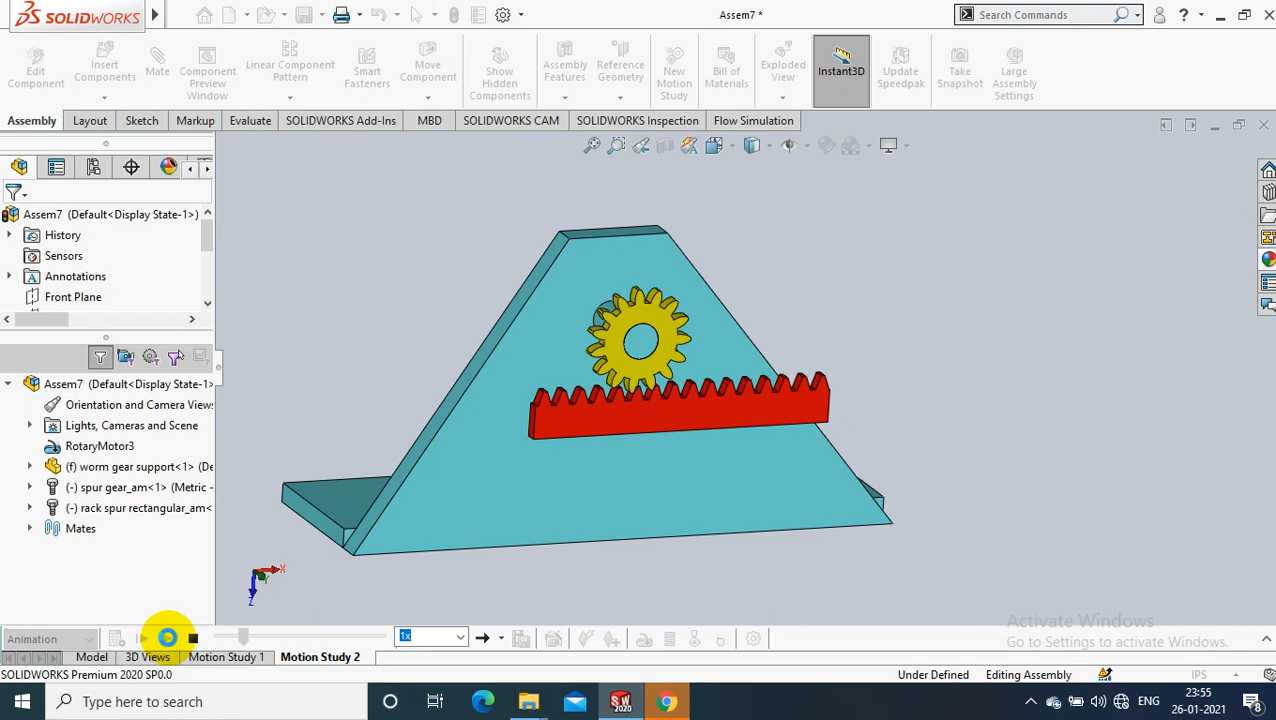 SOLIDWORKS
Assem7 *
Search Commands
Edit Component
Insert Components
Mate
Component Preview Window
Linear Component Pattern
Smart Fasteners
Move Component
Show Hidden Components
Assembly Features
Reference Geometry
New Motion Study
Bill of Materials
Exploded View
Instant3D
Update Speedpak
Take Snapshot
Large Assembly Settings
Assembly Layout Sketch Markup Evaluate SOLIDWORKS Add-Ins MBD SOLIDWORKS CAM SOLIDWORKS Inspection Flow Simulation
Assem7 (Default<Display State-1>)
History
Sensors
Annotations
Front Plane
Assem7 (Default<Display State-1>
Orientation and Camera Views
Lights, Cameras and Scene
RotaryMotor3
(f) worm gear support<1> (De
(-) spur gear_am<1> (Metric -
(-) rack spur rectangular_am<
Mates
X
Y
Z
Activate Windows
Go to Settings to activate Windows.
Animation
1x
Model 3D Views Motion Study 1 Motion Study 2
SOLIDWORKS Premium 2020 SP0.0
Under Defined Editing Assembly IPS
Type here to search
SW
2020
ENG
23:55
26-01-2021
8